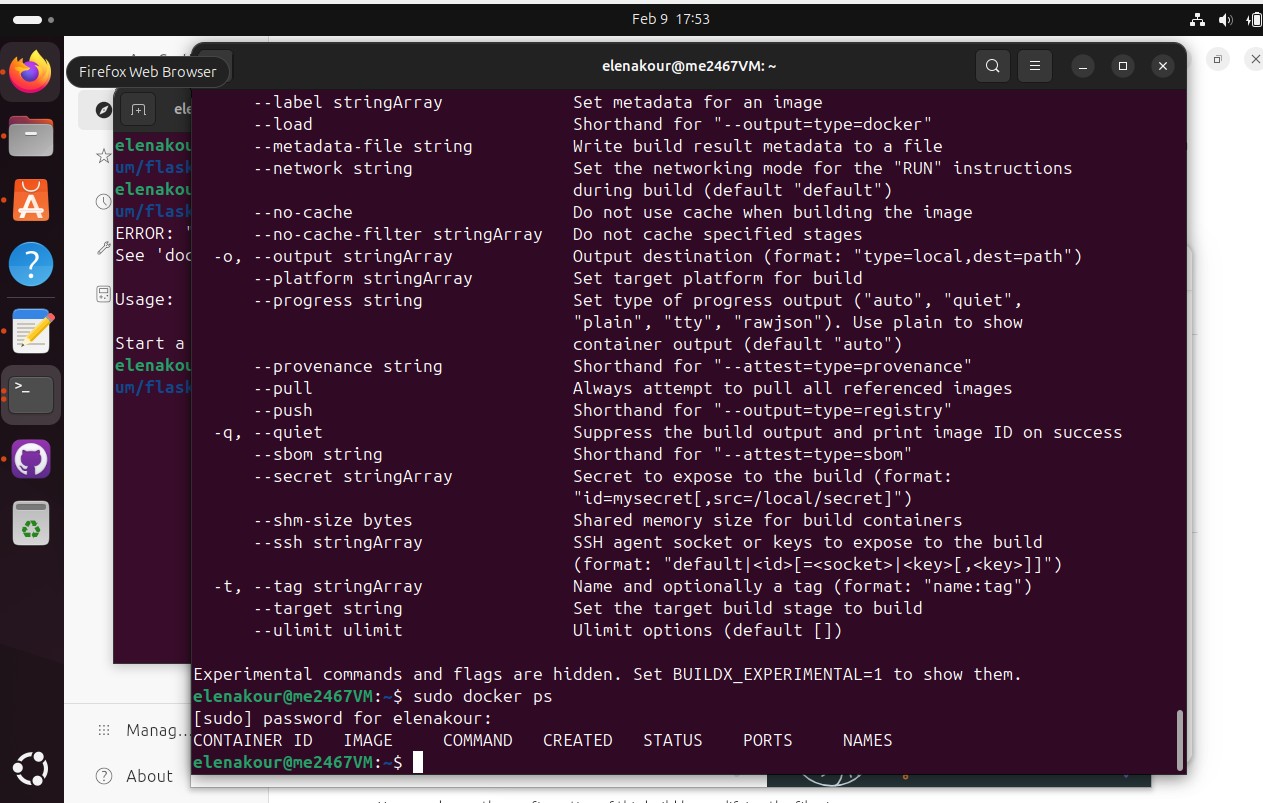 Feb 9 17:53
Firefox Web Browser
elenakour@me2467VM: ~
ele
elenakou
um/flask
elenakou
um/flask
ERROR: "
See 'doc
Usage:
Start a
elenakou
um/flask
--label stringArray Set metadata for an image
--load Shorthand for "--output=type=docker"
--metadata-file string Write build result metadata to a file
--network string Set the networking mode for the "RUN" instructions
during build (default "default")
--no-cache Do not use cache when building the image
--no-cache-filter stringArray Do not cache specified stages
-o, --output stringArray Output destination (format: "type=local,dest=path")
--platform stringArray Set target platform for build
--progress string Set type of progress output ("auto", "quiet",
"plain", "tty", "rawjson"). Use plain to show
container output (default "auto")
--provenance string Shorthand for "--attest=type=provenance"
--pull Always attempt to pull all referenced images
--push Shorthand for "--output=type=registry"
-q, --quiet Suppress the build output and print image ID on success
--sbom string Shorthand for "--attest=type=sbom"
--secret stringArray Secret to expose to the build (format:
"id=mysecret[,src=/local/secret]")
--shm-size bytes Shared memory size for build containers
--ssh stringArray SSH agent socket or keys to expose to the build
(format: "default|<id>[=<socket>|<key>[,<key>]]")
-t, --tag stringArray Name and optionally a tag (format: "name:tag")
--target string Set the target build stage to build
--ulimit ulimit Ulimit options (default [])
Experimental commands and flags are hidden. Set BUILDX_EXPERIMENTAL=1 to show them.
elenakour@me2467VM:~$ sudo docker ps
[sudo] password for elenakour:
CONTAINER ID IMAGE COMMAND CREATED STATUS PORTS NAMES
elenakour@me2467VM:~$
Manag...
About